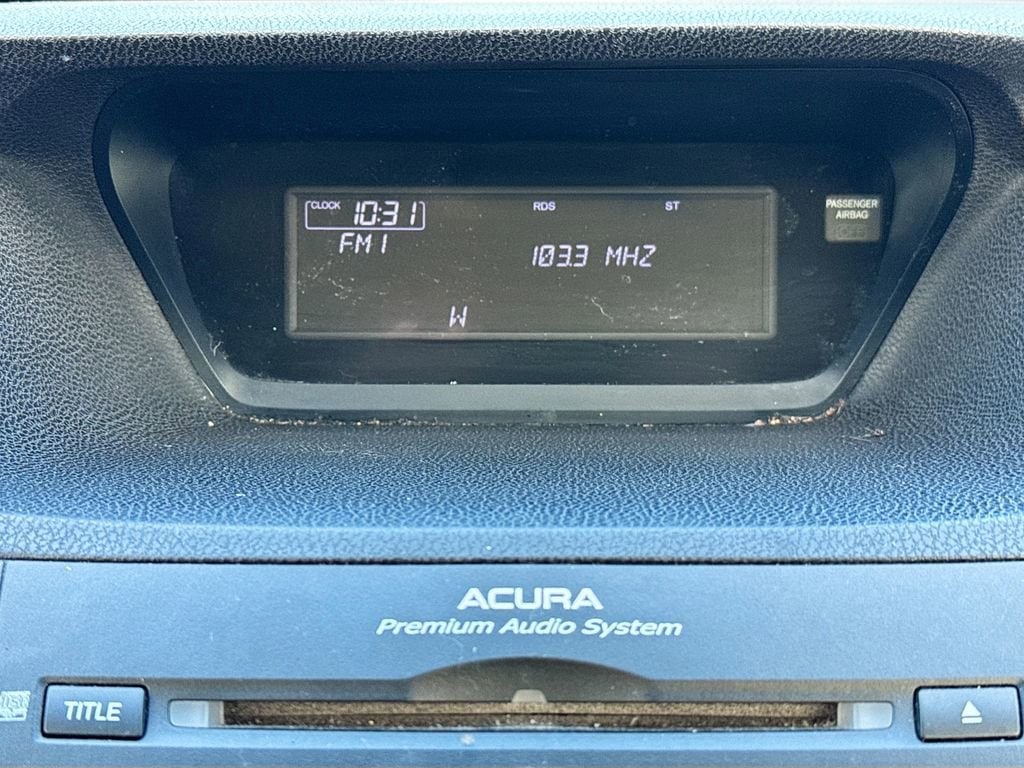 CLOCK 10:31 RDS ST
FM1
103.3 MHZ
W
PASSENGER
AIRBAG
ACURA
Premium Audio System
TITLE